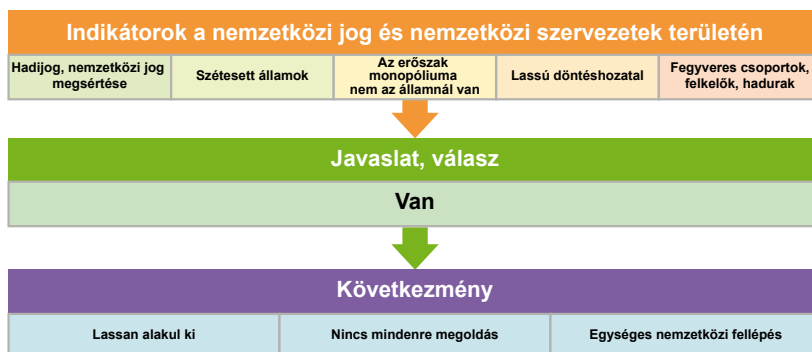 Indikátorok a nemzetközi jog és nemzetközi szervezetek területén
Hadijog, nemzetközi jog
megsértése
Szétesett államok
Az erőszak
monopóliuma
nem az államnál van
Lassú döntéshozatal
Fegyveres csoportok,
felkelők, hadurak
Javaslat, válasz
Van
Következmény
Lassan alakul ki
Nincs mindenre megoldás
Egységes nemzetközi fellépés